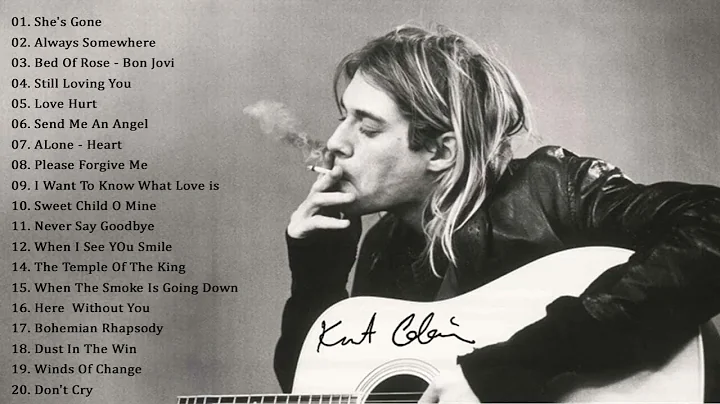 01. She's Gone
02. Always Somewhere
03. Bed Of Rose - Bon Jovi
04. Still Loving You
05. Love Hurt
06. Send Me An Angel
07. ALone - Heart
08. Please Forgive Me
09. I Want To Know What Love is
10. Sweet Child O Mine
11. Never Say Goodbye
12. When I See YOu Smile
14. The Temple Of The King
15. When The Smoke Is Going Down
16. Here  Without You
17. Bohemian Rhapsody
18. Dust In The Win
19. Winds Of Change
20. Don't Cry
Kurt Cobain